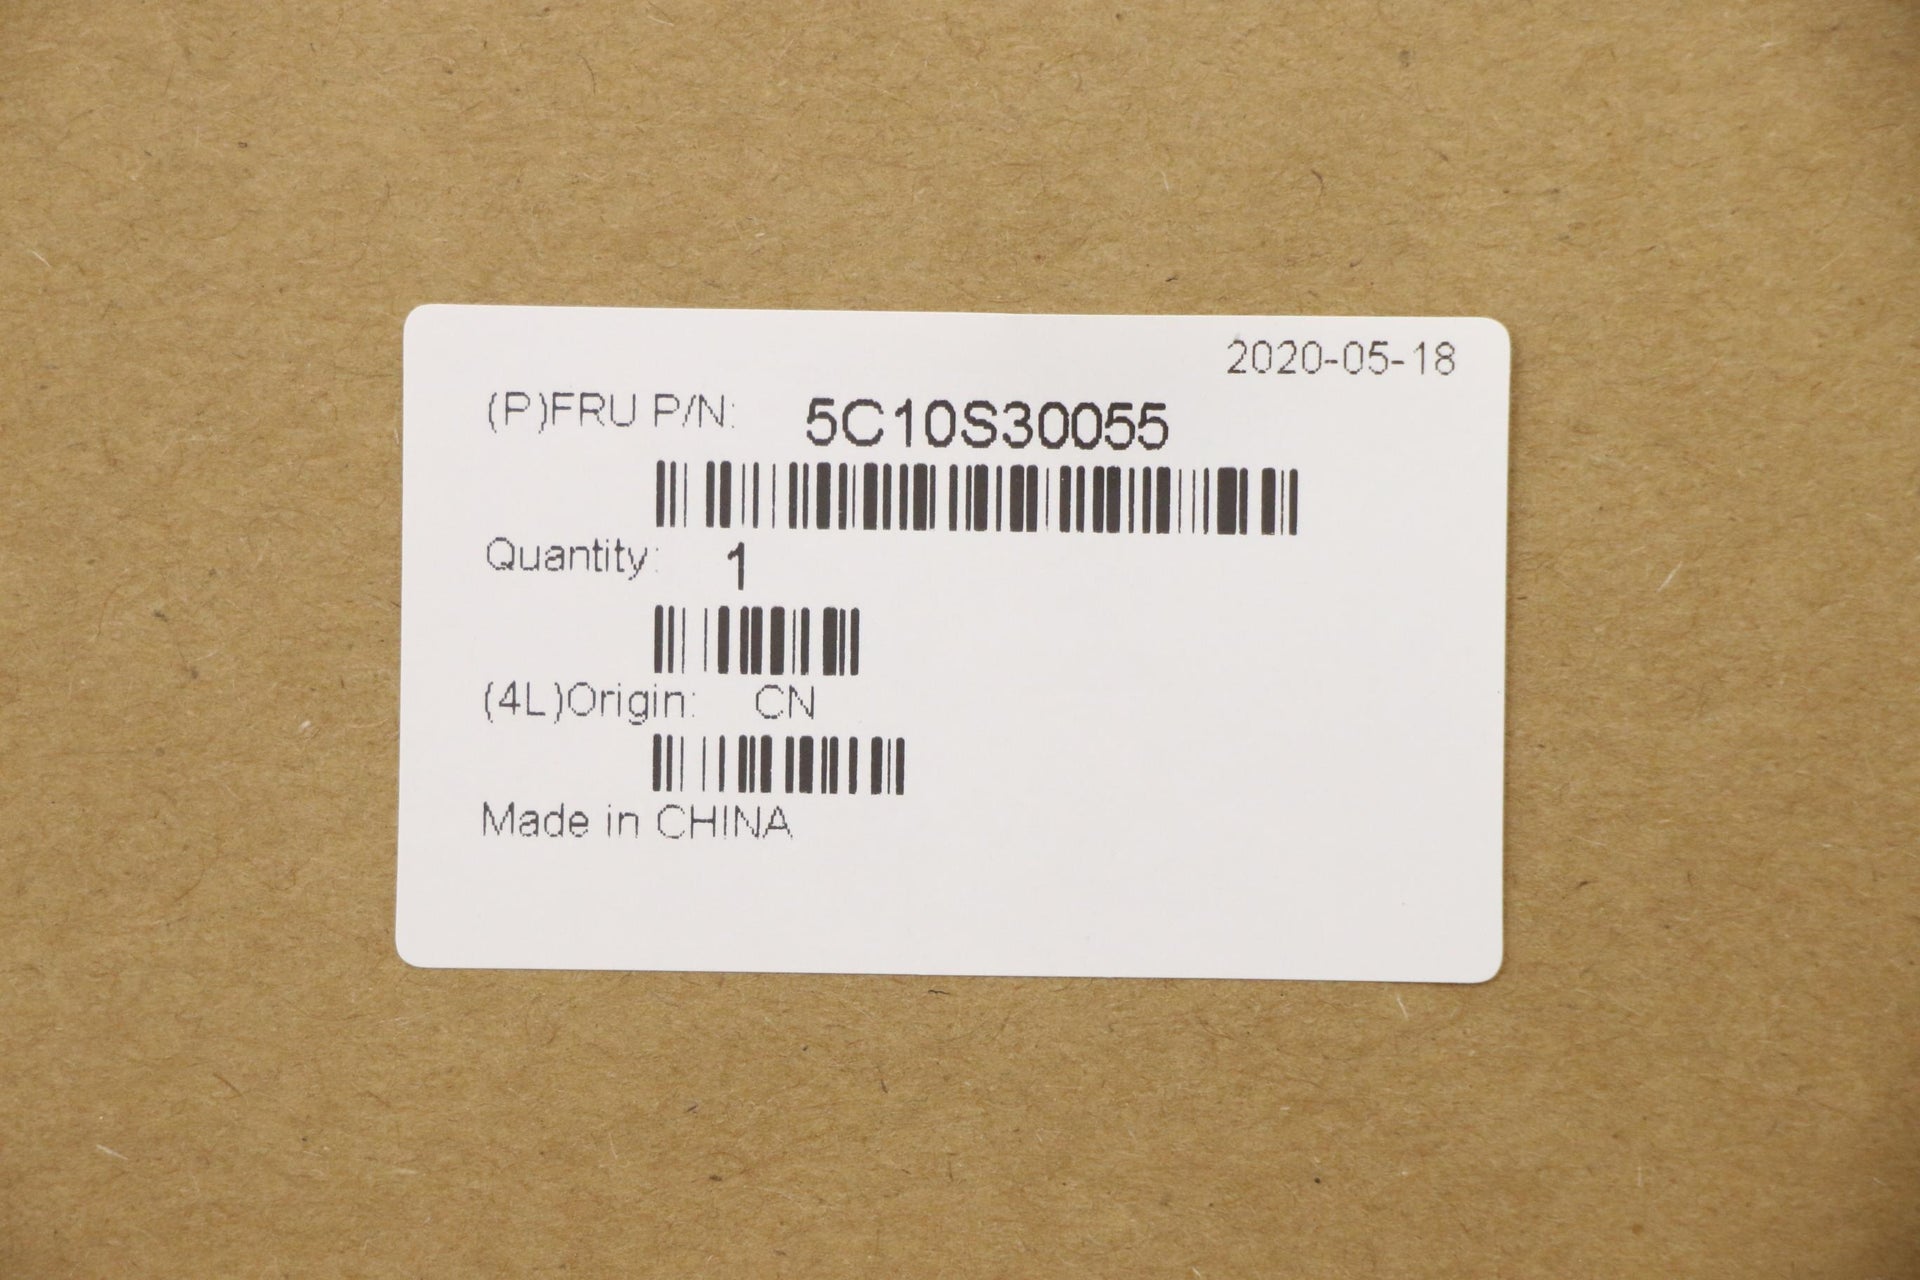 2020-05-18
(P)FRU P/N: 5C10S30055
Quantity: 1
(4L)Origin: CN
Made in CHINA